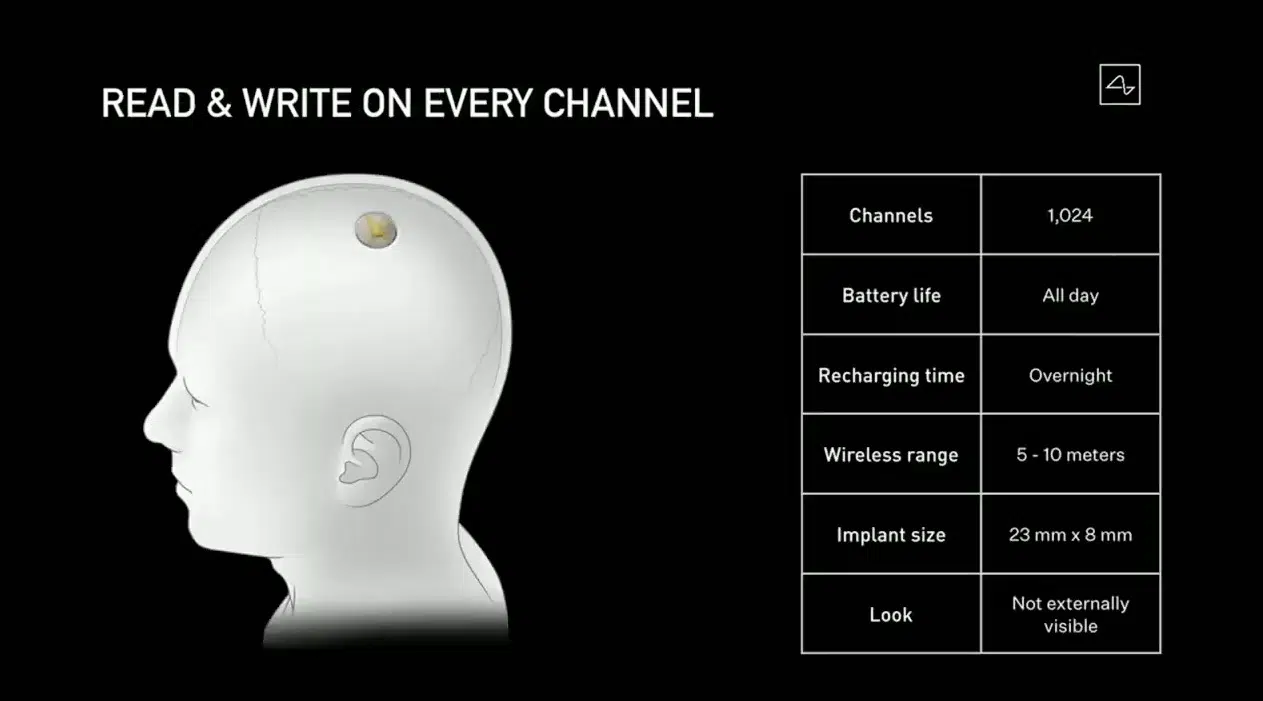 READ & WRITE ON EVERY CHANNEL
Channels 1,024
Battery life All day
Recharging time Overnight
Wireless range 5 - 10 meters
Implant size 23 mm x 8 mm
Look Not externally
visible